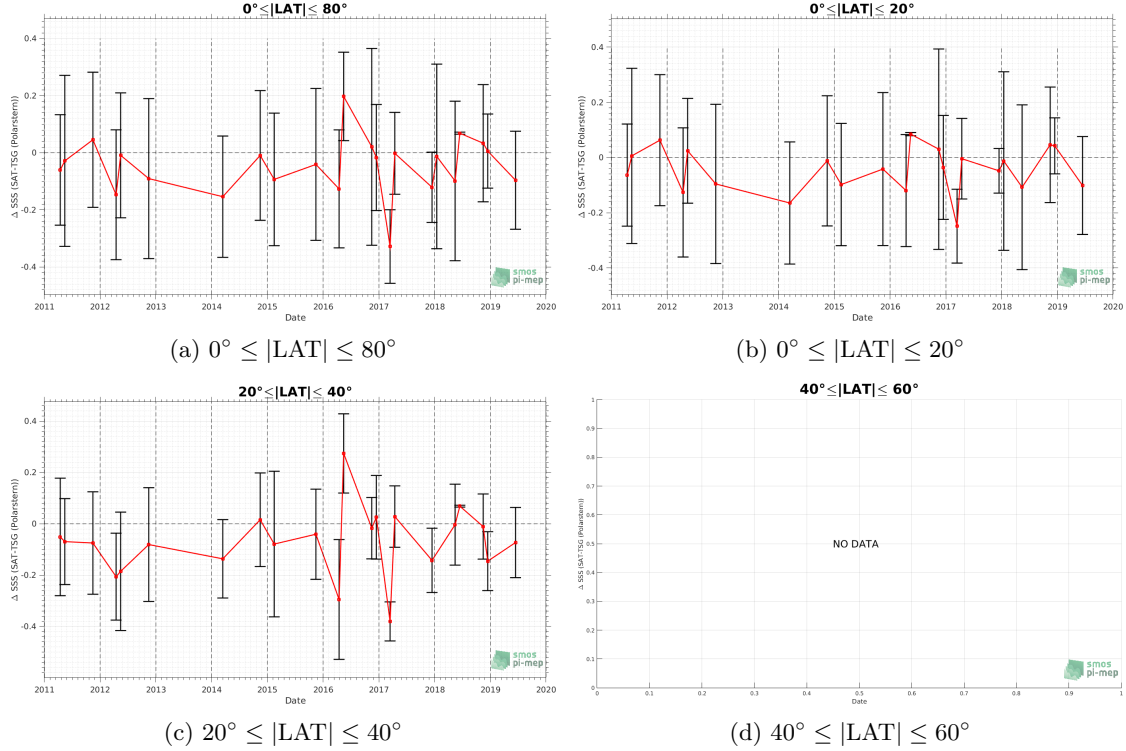 0°≤|LAT|≤ 80°
Δ SSS (SAT-TSG (Polarstern))
0.4
0.2
0
-0.2
-0.4
2011 2012 2013 2014 2015 2016 2017 2018 2019 2020
Date
smos
pi-mep
(a) 0° ≤ |LAT| ≤ 80°
0°≤|LAT|≤ 20°
Δ SSS (SAT-TSG (Polarstern))
0.4
0.2
0
-0.2
-0.4
2011 2012 2013 2014 2015 2016 2017 2018 2019 2020
Date
smos
pi-mep
(b) 0° ≤ |LAT| ≤ 20°
20°≤|LAT|≤ 40°
Δ SSS (SAT-TSG (Polarstern))
0.4
0.2
0
-0.2
-0.4
2011 2012 2013 2014 2015 2016 2017 2018 2019 2020
Date
smos
pi-mep
(c) 20° ≤ |LAT| ≤ 40°
40°≤|LAT|≤ 60°
Δ SSS (SAT-TSG (Polarstern))
1
0.9
0.8
0.7
0.6
0.5
0.4
0.3
0.2
0.1
0
NO DATA
0 0.1 0.2 0.3 0.4 0.5 0.6 0.7 0.8 0.9 1
Date
smos
pi-mep
(d) 40° ≤ |LAT| ≤ 60°